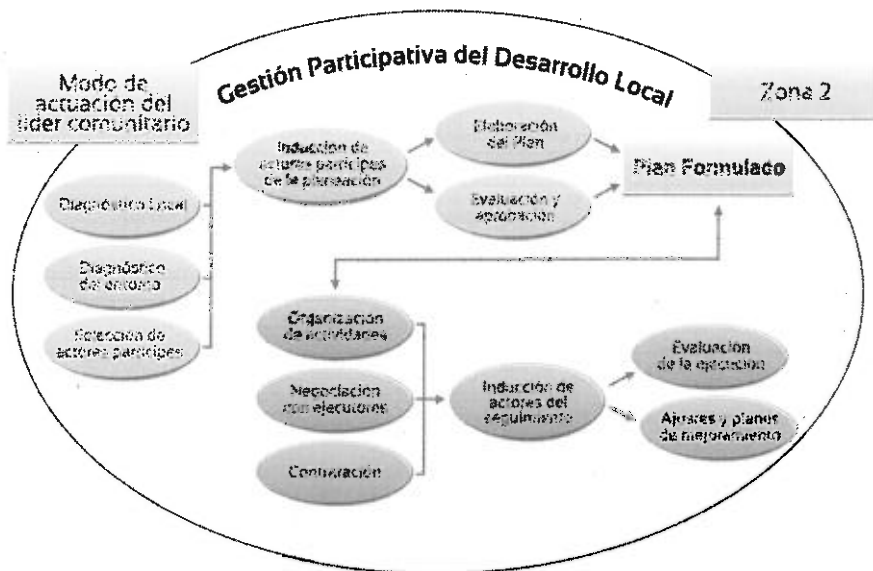 Gestión Participativa del Desarrollo Local
Modo de
actuación del
líder comunitario
Zona 2
Inducción de
actores partícipes
de la planeación
Elaboración
del Plan
Evaluación y
aprobación
Plan Formulado
Diagnóstico Local
Diagnóstico
del entorno
Selección de
actores partícipes
Organización
de actividades
Negociación
con ejecutores
Contratación
Inducción de
actores del
seguimiento
Evaluación
de la ejecución
Ajustes y planes
de mejoramiento